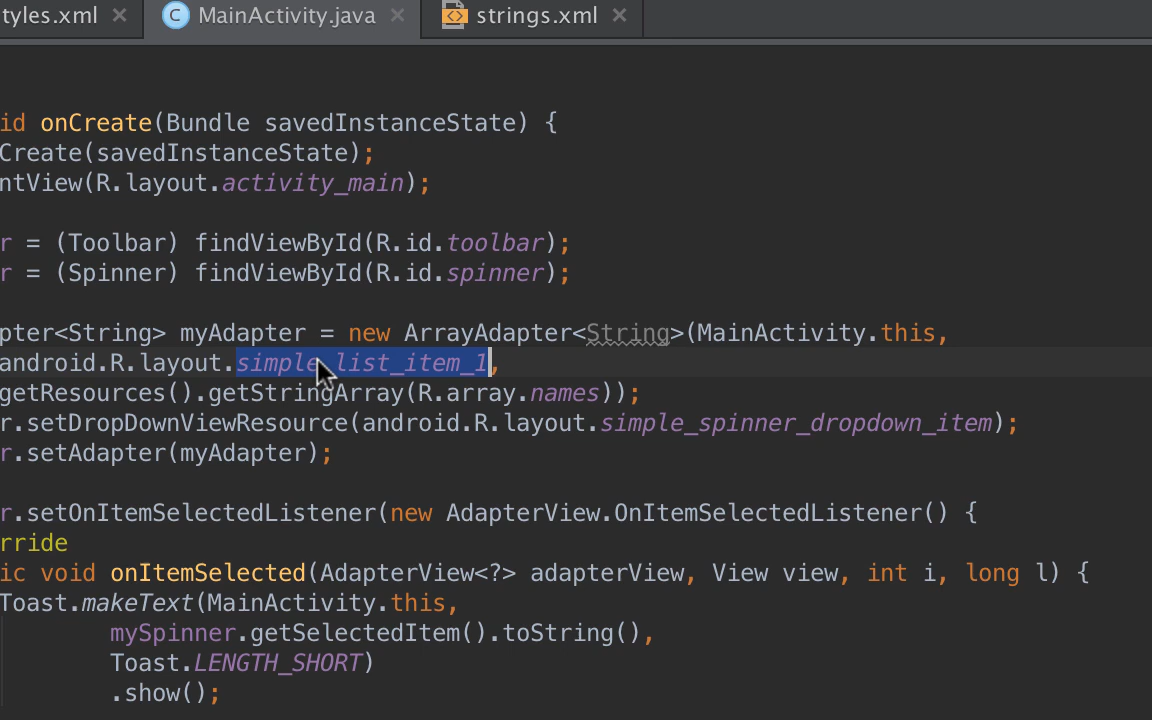 tyles.xml MainActivity.java strings.xml
id onCreate(Bundle savedInstanceState) {
Create(savedInstanceState);
ntView(R.layout.activity_main);
r = (Toolbar) findViewById(R.id.toolbar);
r = (Spinner) findViewById(R.id.spinner);
pter<String> myAdapter = new ArrayAdapter<String>(MainActivity.this,
android.R.layout.simple_list_item_1,
getResources().getStringArray(R.array.names));
r.setDropDownViewResource(android.R.layout.simple_spinner_dropdown_item);
r.setAdapter(myAdapter);
r.setOnItemSelectedListener(new AdapterView.OnItemSelectedListener() {
rride
ic void onItemSelected(AdapterView<?> adapterView, View view, int i, long l) {
Toast.makeText(MainActivity.this,
mySpinner.getSelectedItem().toString(),
Toast.LENGTH_SHORT)
.show();